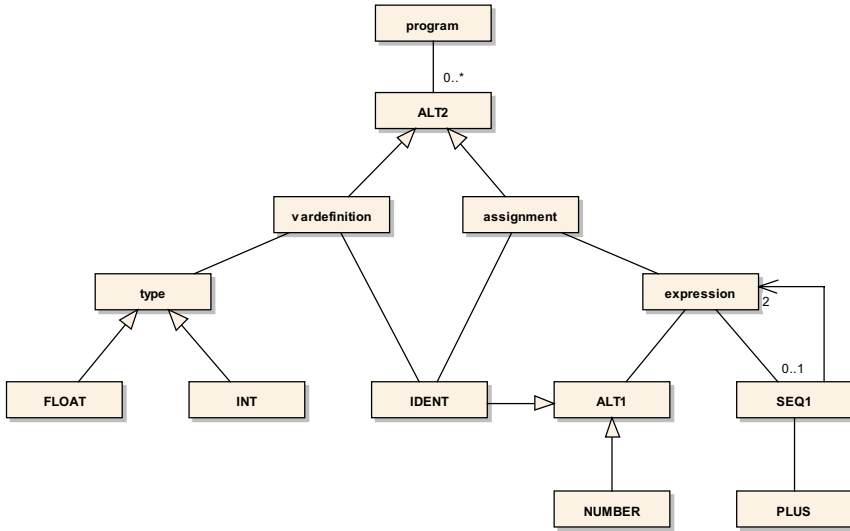 program
0..*
ALT2
vardefinition
assignment
type
expression
2
0..1
FLOAT
INT
IDENT
ALT1
SEQ1
NUMBER
PLUS